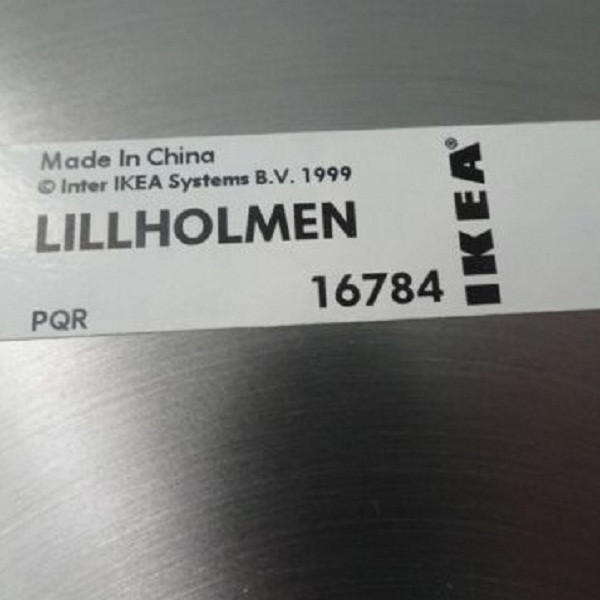 Made In China
© Inter IKEA Systems B.V. 1999
LILLHOLMEN
16784
PQR
IKEA®